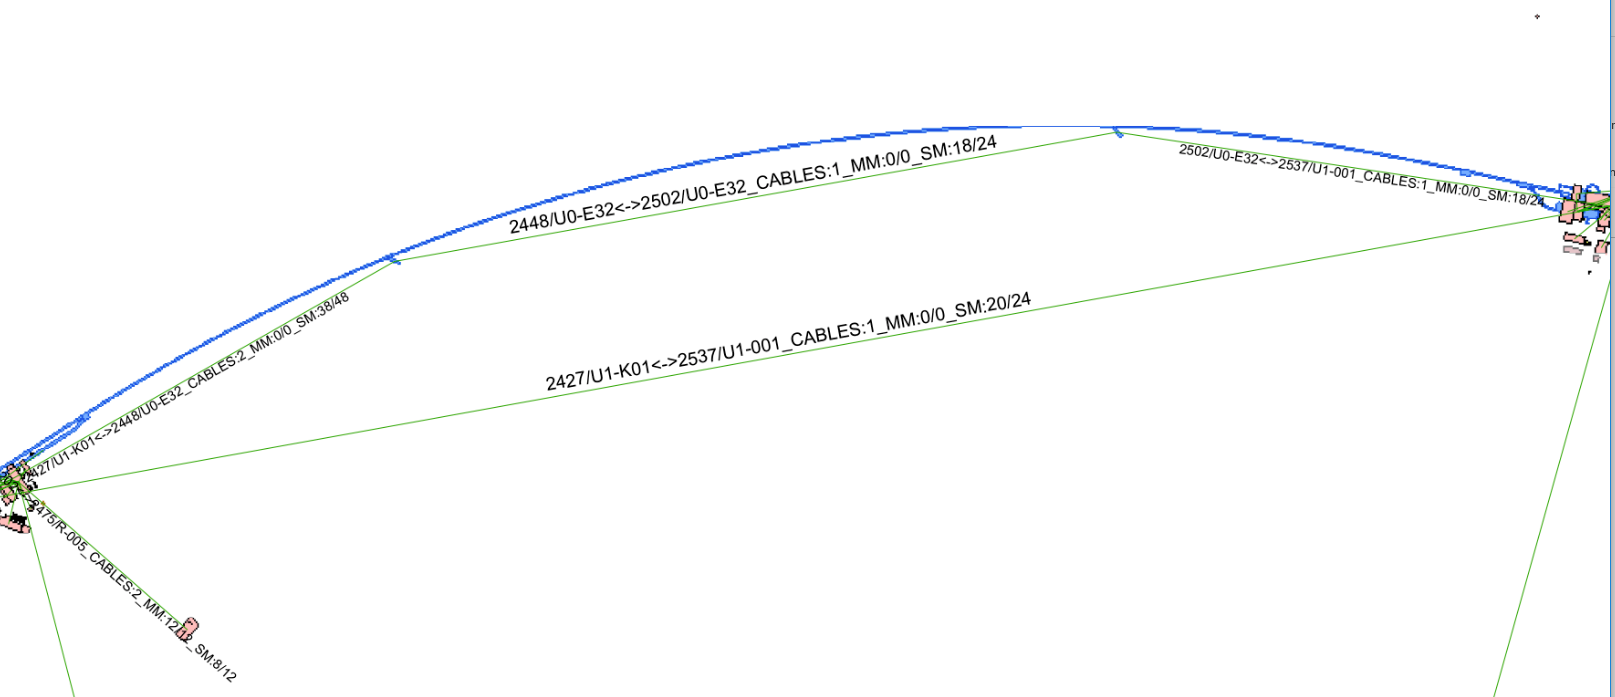 2448/U0-E32<->2502/U0-E32_CABLES:1_MM:0/0_SM:18/24
2502/U0-E32<->2537/U1-001_CABLES:1_MM:0/0_SM:18/24
2427/U1-K01<->2448/U0-E32_CABLES:2_MM:0/0_SM:38/48
2427/U1-K01<->2537/U1-001_CABLES:1_MM:0/0_SM:20/24
2475/R-005_CABLES:2_MM:12/12_SM:8/12